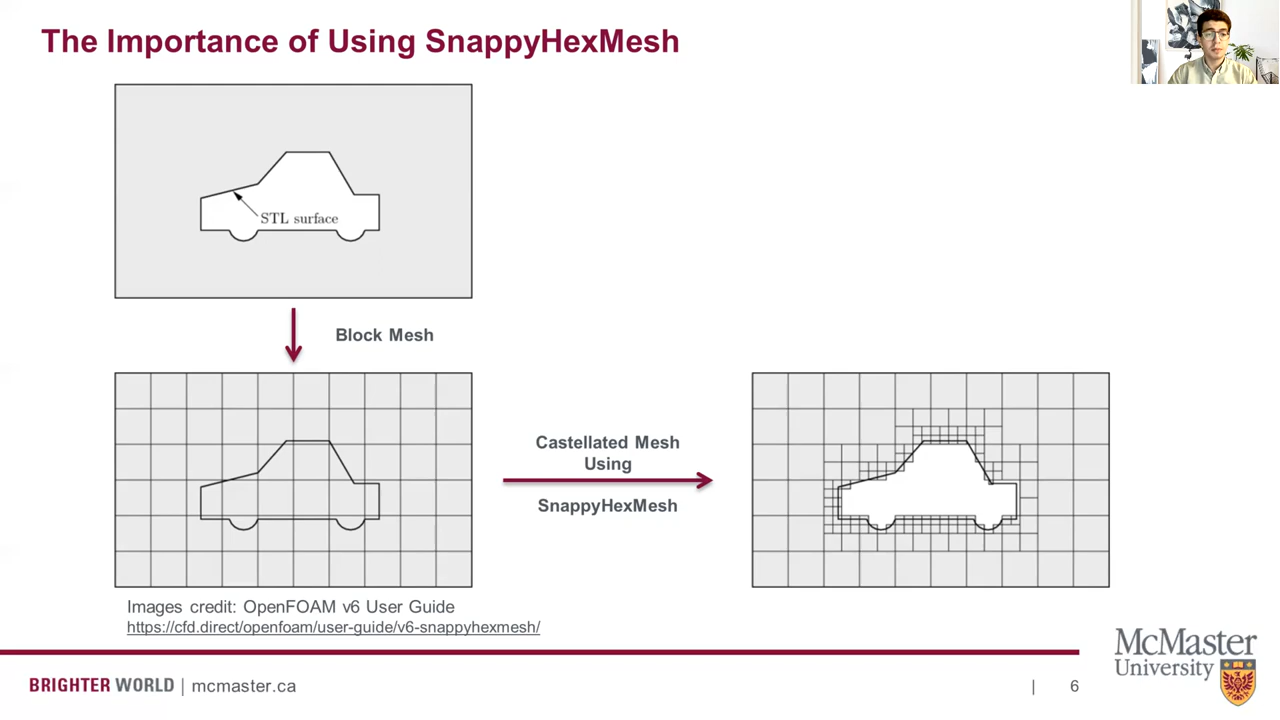 The Importance of Using SnappyHexMesh
STL surface
Block Mesh
Castellated Mesh
Using
SnappyHexMesh
Images credit: OpenFOAM v6 User Guide
https://cfd.direct/openfoam/user-guide/v6-snappyhexmesh/
BRIGHTER WORLD | mcmaster.ca
| 6
McMaster
University